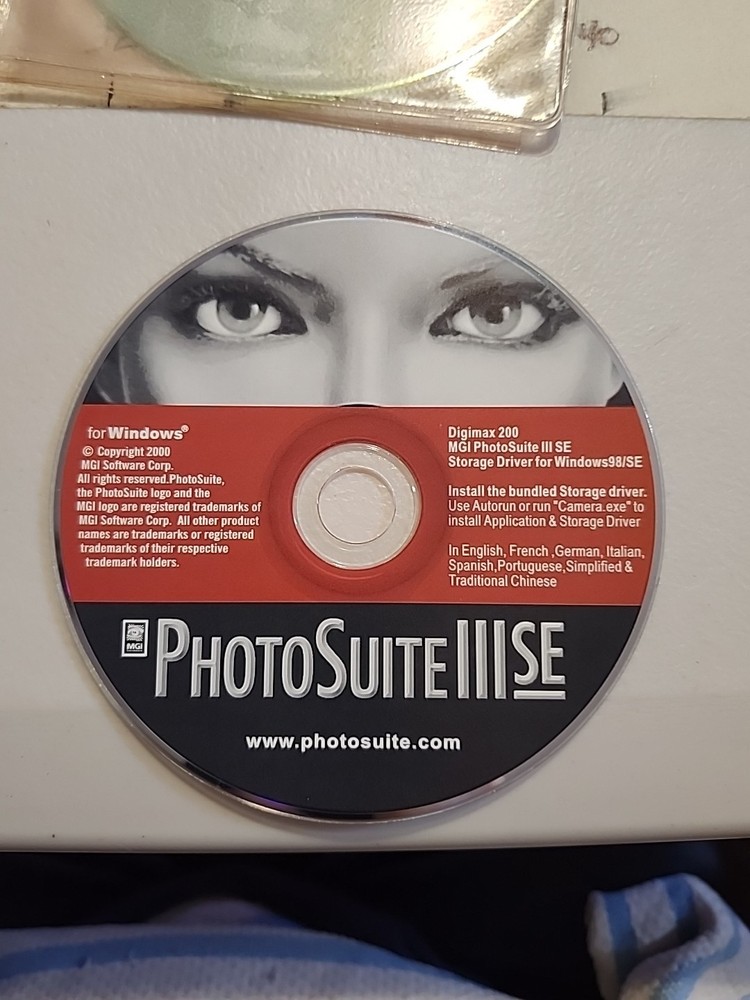 for Windows®
© Copyright 2000
MGI Software Corp.
All rights reserved.PhotoSuite,
the PhotoSuite logo and the
MGI logo are registered trademarks of
MGI Software Corp. All other product
names are trademarks or registered
trademarks of their respective
trademark holders.
Digimax 200
MGI PhotoSuite III SE
Storage Driver for Windows98/SE
Install the bundled Storage driver.
Use Autorun or run "Camera.exe" to
install Application & Storage Driver
In English, French ,German, Italian,
Spanish,Portuguese,Simplified &
Traditional Chinese
MGI
PHOTOSUITE III SE
www.photosuite.com